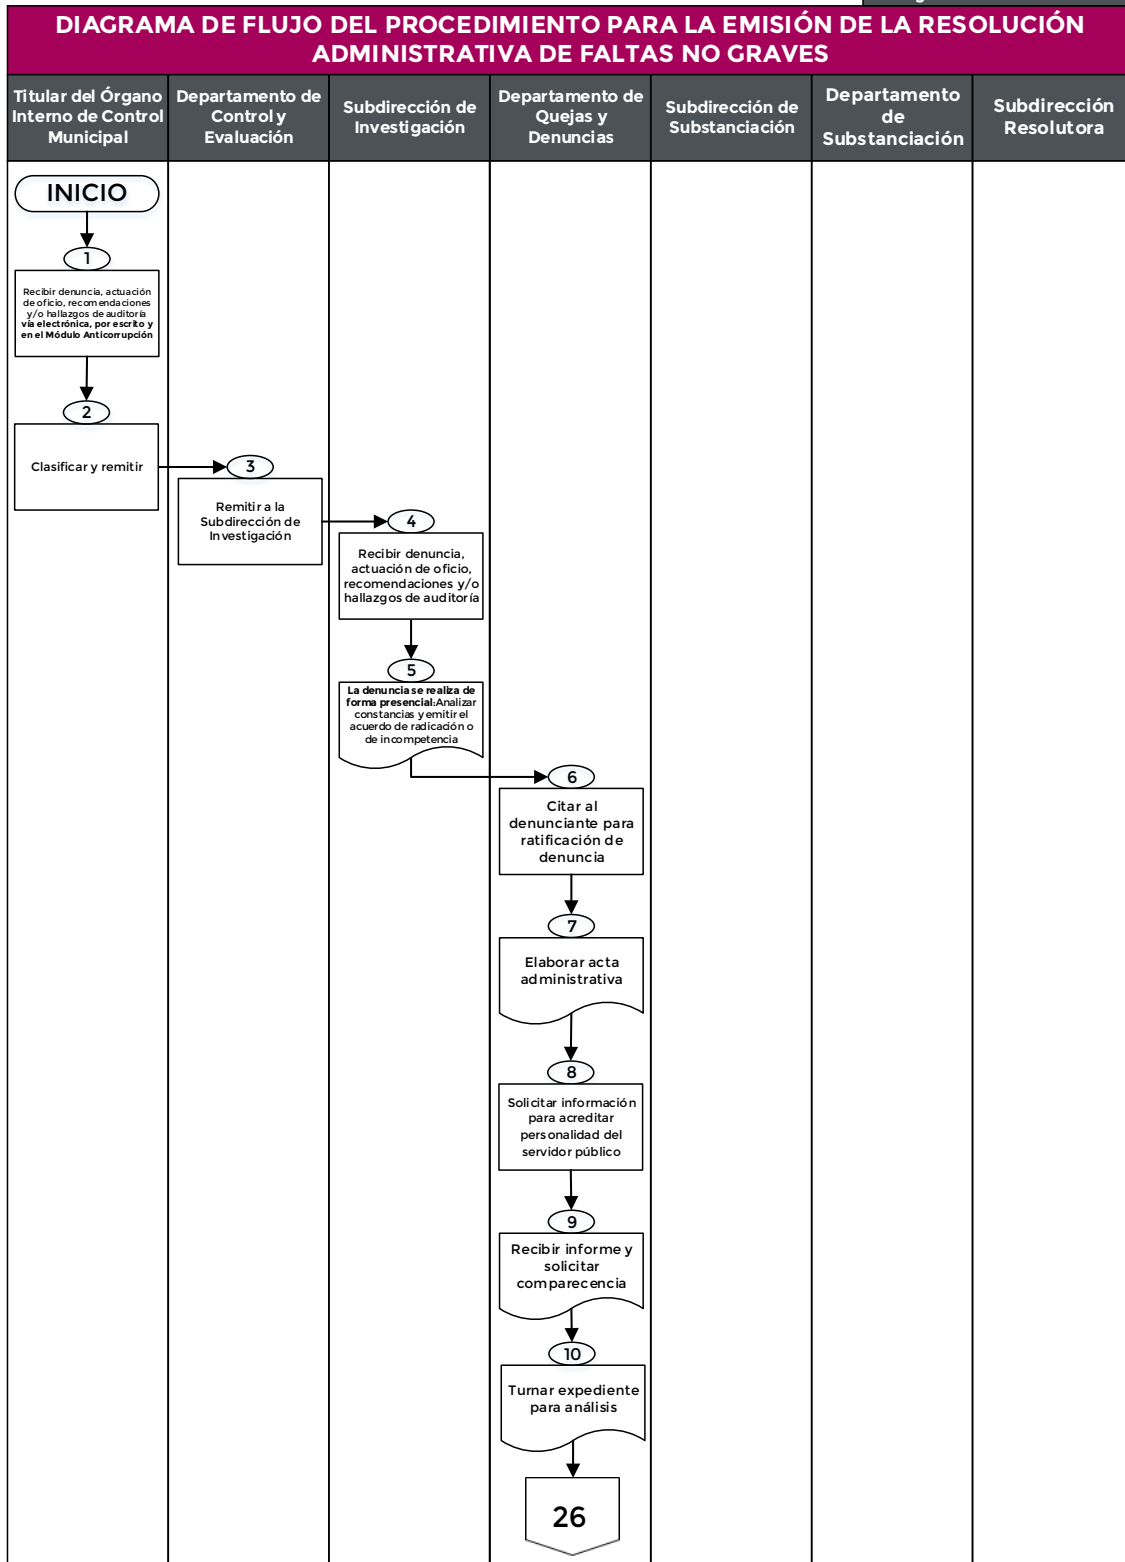 DIAGRAMA DE FLUJO DEL PROCEDIMIENTO PARA LA EMISIÓN DE LA RESOLUCIÓN
ADMINISTRATIVA DE FALTAS NO GRAVES
Titular del Órgano
Interno de Control
Municipal
Departamento de
Control y
Evaluación
Subdirección de
Investigación
Departamento de
Quejas y
Denuncias
Subdirección de
Substanciación
Departamento
de
Substanciación
Subdirección
Resolutora
INICIO
1
Recibir denuncia, actuación
de oficio, recomendaciones
y/o hallazgos de auditoría
vía electrónica, por escrito y
en el Módulo Anticorrupción
2
Clasificar y remitir
3
Remitir a la
Subdirección de
Investigación
4
Recibir denuncia,
actuación de oficio,
recomendaciones y/o
hallazgos de auditoría
5
La denuncia se realiza de
forma presencial:Analizar
constancias y emitir el
acuerdo de radicación o
de incompetencia
6
Citar al
denunciante para
ratificación de
denuncia
7
Elaborar acta
administrativa
8
Solicitar información
para acreditar
personalidad del
servidor público
9
Recibir informe y
solicitar
comparecencia
10
Turnar expediente
para análisis
26